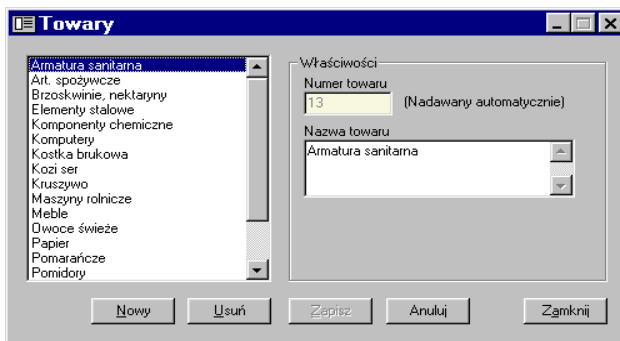 Towary
Armatura sanitarna
Art. spożywcze
Brzoskwinie, nektaryny
Elementy stalowe
Komponenty chemiczne
Komputery
Kostka brukowa
Kozi ser
Kruszywo
Maszyny rolnicze
Meble
Owoce świeże
Papier
Pomarańcze
Pomidory
Właściwości
Numer towaru
13 (Nadawany automatycznie)
Nazwa towaru
Armatura sanitarna
Nowy Usuń Zapisz Anuluj Zamknij